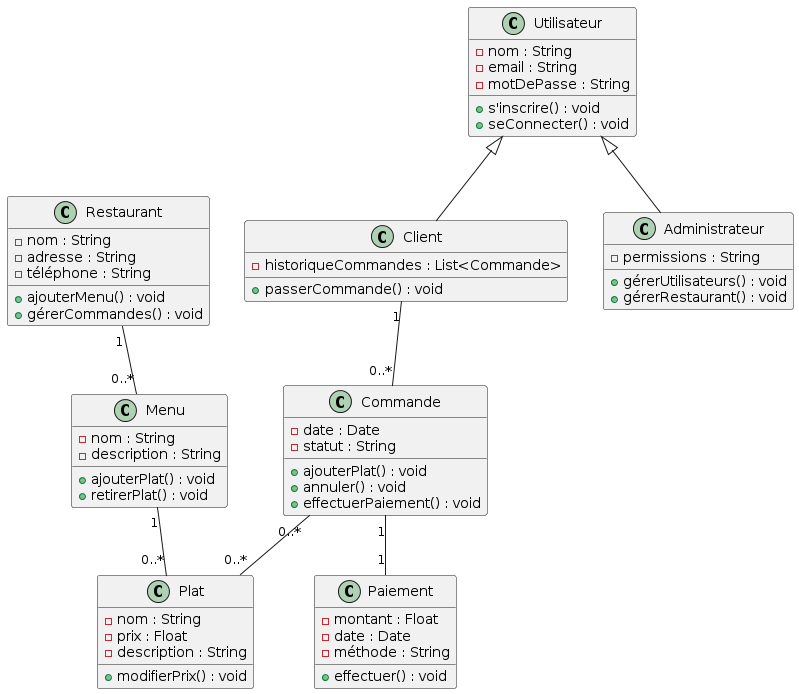 C Utilisateur
nom : String
email : String
motDePasse : String
s'inscrire() : void
seConnecter() : void
C Restaurant
nom : String
adresse : String
téléphone : String
ajouterMenu() : void
gérerCommandes() : void
C Client
historiqueCommandes : List<Commande>
passerCommande() : void
C Administrateur
permissions : String
gérerUtilisateurs() : void
gérerRestaurant() : void
1
0..*
1
0..*
C Menu
nom : String
description : String
ajouterPlat() : void
retirerPlat() : void
C Commande
date : Date
statut : String
ajouterPlat() : void
annuler() : void
effectuerPaiement() : void
1
0..*
0..*
0..*
1
1
C Plat
nom : String
prix : Float
description : String
modifierPrix() : void
C Paiement
montant : Float
date : Date
méthode : String
effectuer() : void